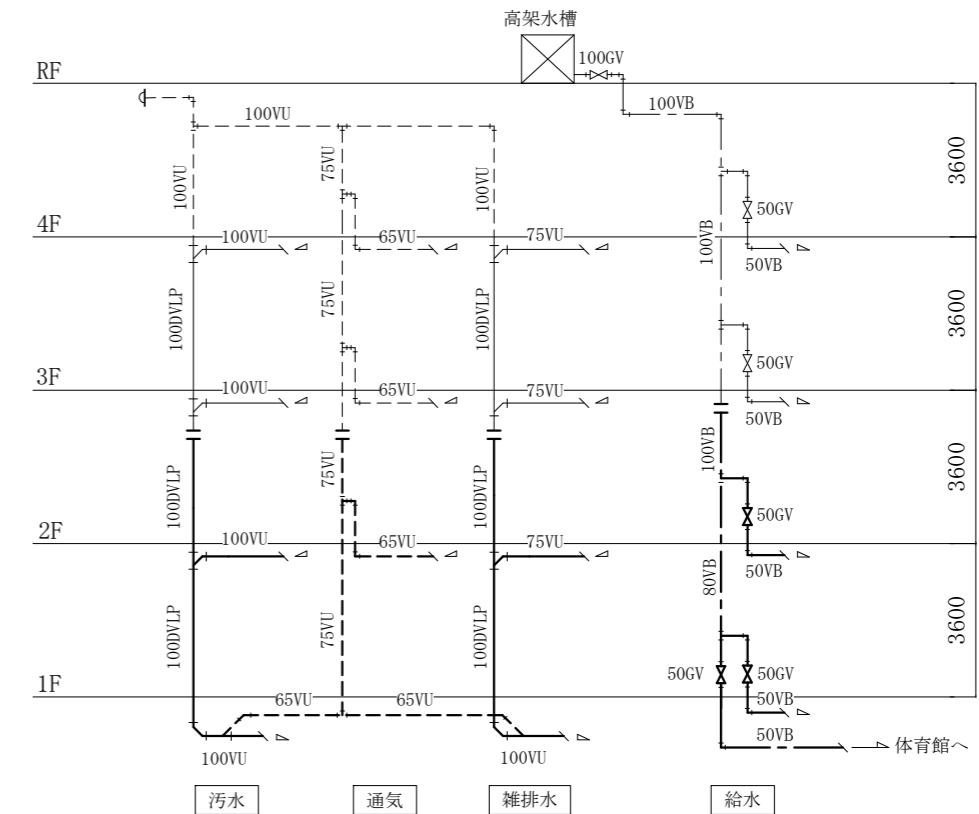 高架水槽
100GV
RF
100VU
100VB
75VU
100VU
100VU
3600
50GV
4F
100VU
65VU
75VU
100VB
50VB
100DVLP
75VU
100DVLP
3600
50GV
3F
100VU
65VU
75VU
50VB
100DVLP
75VU
100DVLP
100VB
3600
50GV
2F
100VU
65VU
75VU
50VB
100DVLP
75VU
100DVLP
80VB
3600
50GV
50GV
1F
65VU
65VU
50VB
100VU
100VU
50VB
体育館へ
汚水
通気
雑排水
給水